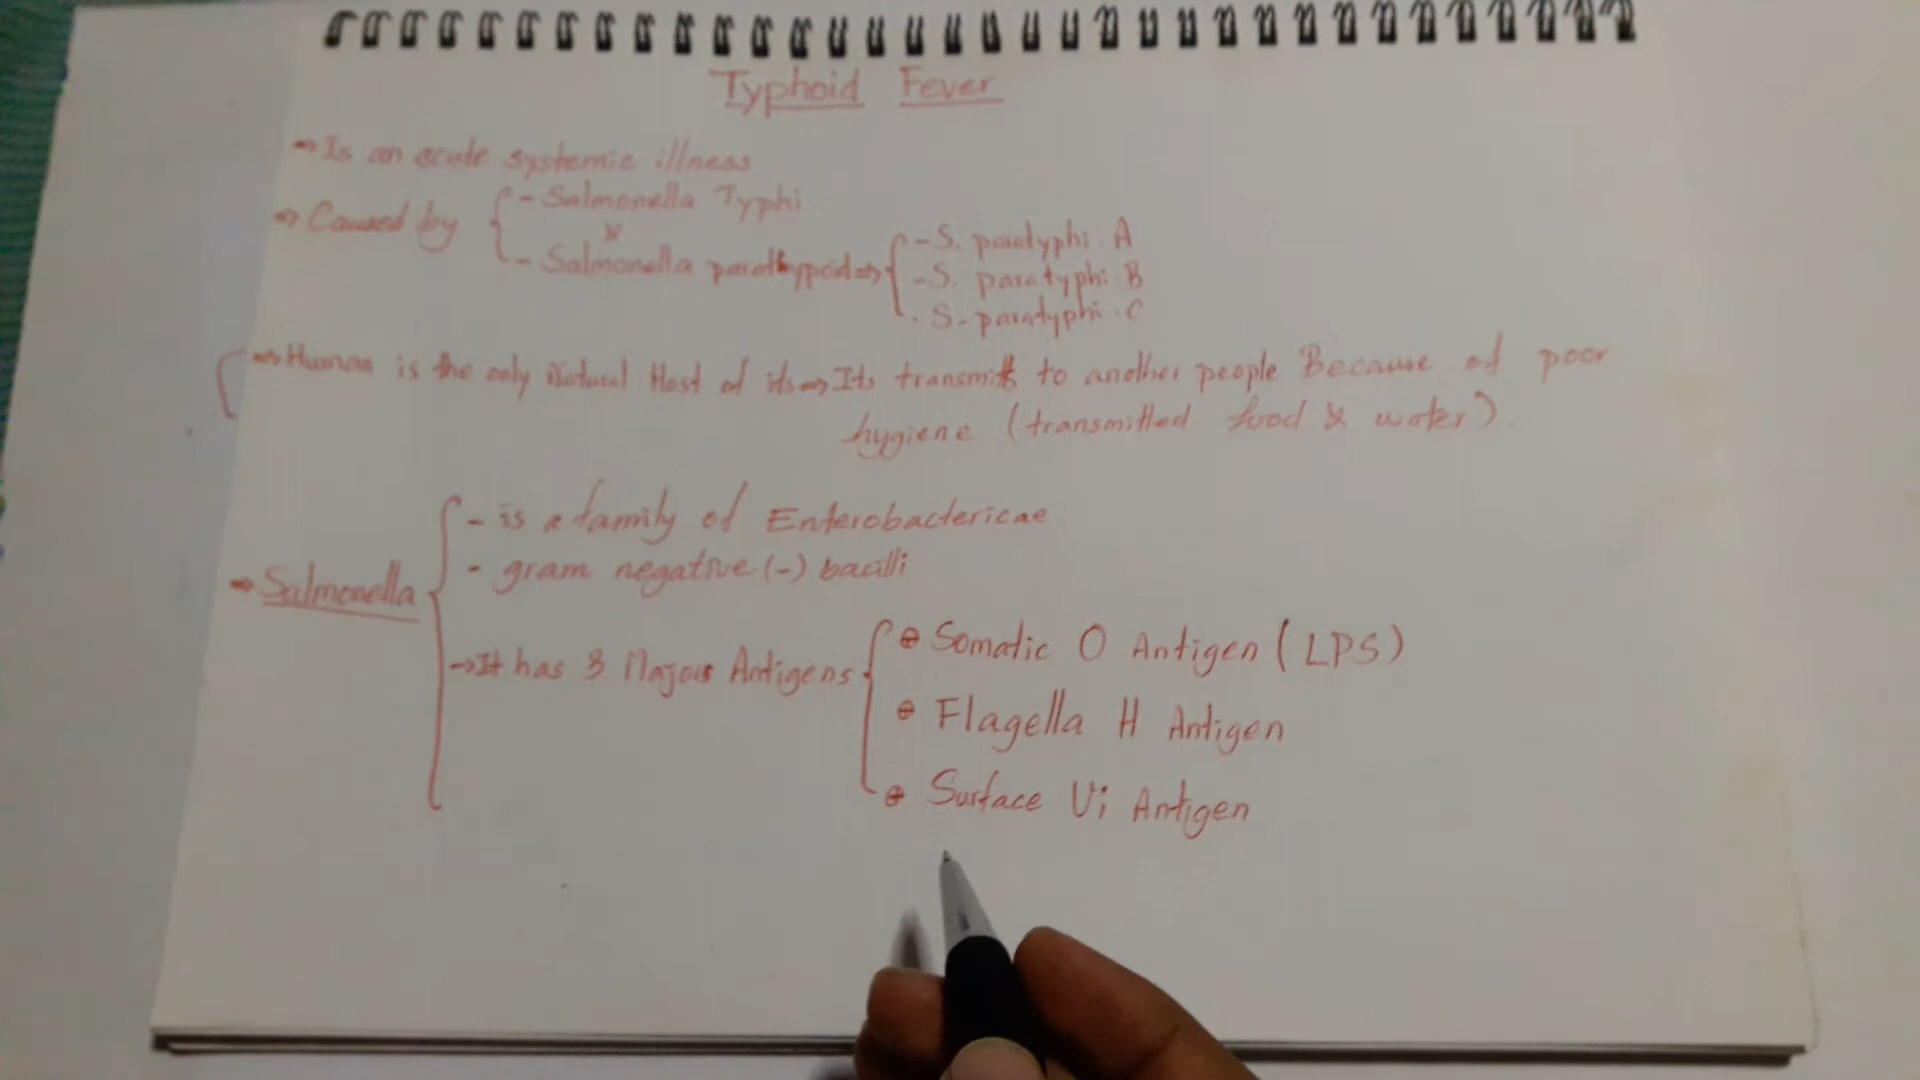 Typhoid Fever
⇒ Is an acute systemic illness
⇒ Caused by { - Salmonella Typhi
&
- Salmonella parathypoid ⇒ { - S. paratyphi. A
- S. paratyphi. B
. S. paratyphi. C
⇒ Human is the only Natural Host of its ⇒ Its transmitt to another people Because of poor
hygiene (transmitted food & water).
⇒ Salmonella { - is a family of Enterobactericae
- gram negative (-) bacilli
→ It has 3 Major Antigens { ⊕ Somatic O Antigen (LPS)
⊕ Flagella H Antigen
⊕ Surface Vi Antigen